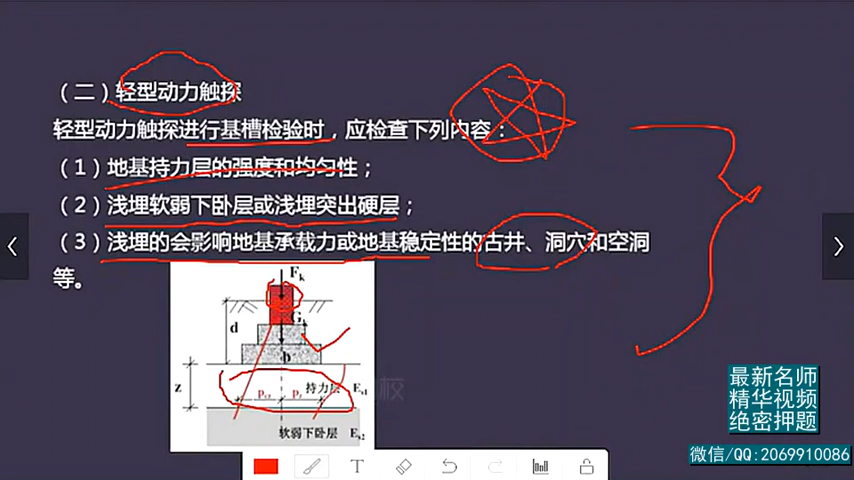 （二）轻型动力触探
轻型动力触探进行基槽检验时，应检查下列内容：
（1）地基持力层的强度和均匀性；
（2）浅埋软弱下卧层或浅埋突出硬层；
（3）浅埋的会影响地基承载力或地基稳定性的古井、洞穴和空洞
等。
Fk
G
d
b
z
持力层 Es1
软弱下卧层 Es2
校
最新名师
精华视频
绝密押题
微信/QQ:2069910086
T